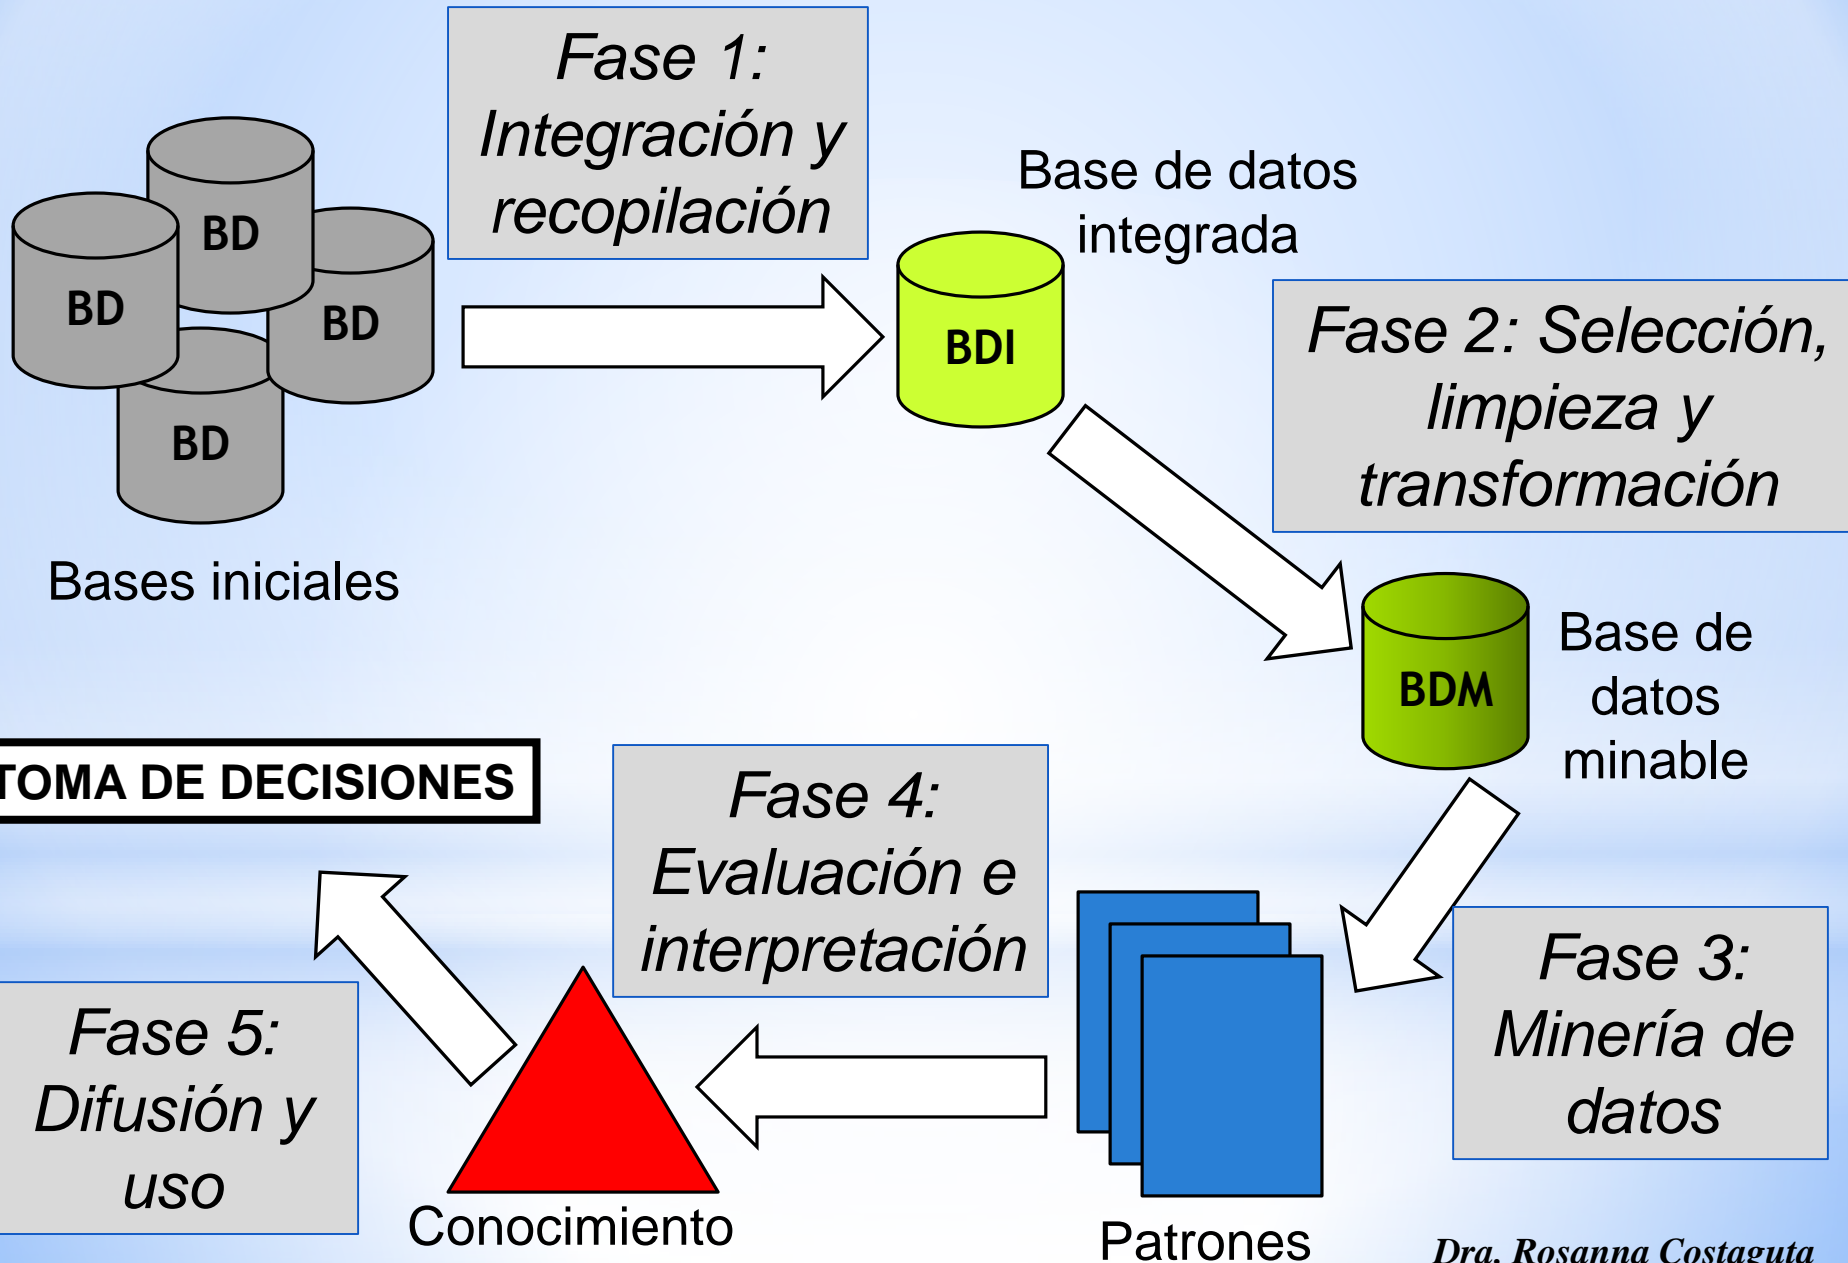 Fase 1:
Integración y
recopilación
BD
BD
BD
BD
Bases iniciales
Base de datos
integrada
BDI
Fase 2: Selección,
limpieza y
transformación
BDM
Base de
datos
minable
Fase 3:
Minería de
datos
Patrones
Fase 4:
Evaluación e
interpretación
Conocimiento
Fase 5:
Difusión y
uso
TOMA DE DECISIONES
Dra. Rosanna Costaguta